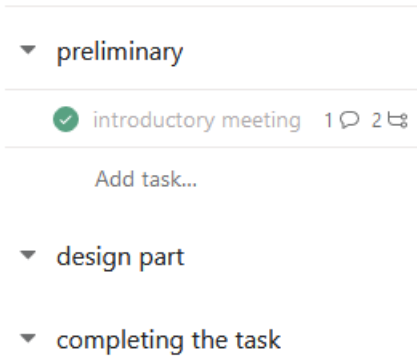 preliminary
introductory meeting 1 2
Add task...
design part
completing the task